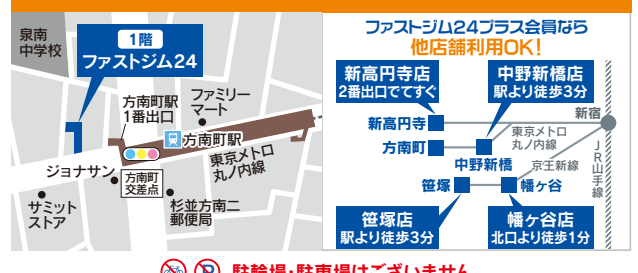 泉南
中学校
1階
ファストジム24
方南町駅
1番出口
ファミリー
マート
方南町駅
東京メトロ
丸ノ内線
ジョナサン
方南町
交差点
サミット
ストア
杉並方南二
郵便局
ファストジム24プラス会員なら
他店舗利用OK!
新高円寺店
2番出口でてすぐ
中野新橋店
駅より徒歩3分
新高円寺
新宿
方南町
東京メトロ
丸ノ内線
中野新橋
京王新線
JR山手線
笹塚
幡ヶ谷
笹塚店
駅より徒歩3分
幡ヶ谷店
北口より徒歩1分
P 駐輪場・駐車場はございません